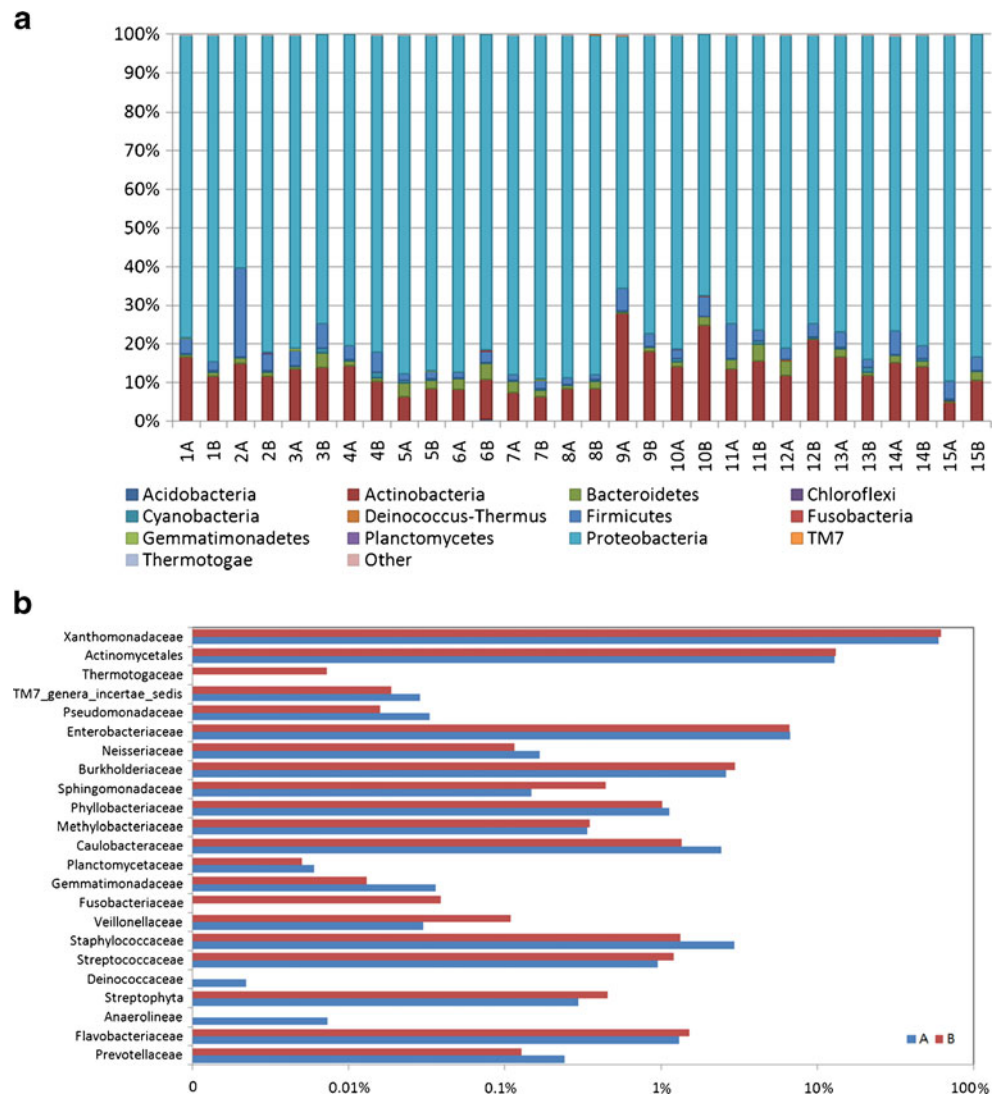 a
100%
90%
80%
70%
60%
50%
40%
30%
20%
10%
0%
1A 1B 2A 2B 3A 3B 4A 4B 5A 5B 6A 6B 7A 7B 8A 8B 9A 9B 10A 10B 11A 11B 12A 12B 13A 13B 14A 14B 15A 15B
Acidobacteria Actinobacteria Bacteroidetes Chloroflexi
Cyanobacteria Deinococcus-Thermus Firmicutes Fusobacteria
Gemmatimonadetes Planctomycetes Proteobacteria TM7
Thermotogae Other
b
Xanthomonadaceae
Actinomycetales
Thermotogaceae
TM7_genera_incertae_sedis
Pseudomonadaceae
Enterobacteriaceae
Neisseriaceae
Burkholderiaceae
Sphingomonadaceae
Phyllobacteriaceae
Methylobacteriaceae
Caulobacteraceae
Planctomycetaceae
Gemmatimonadaceae
Fusobacteriaceae
Veillonellaceae
Staphylococcaceae
Streptococcaceae
Deinococcaceae
Streptophyta
Anaerolineae
Flavobacteriaceae
Prevotellaceae
A B
0 0.01% 0.1% 1% 10% 100%